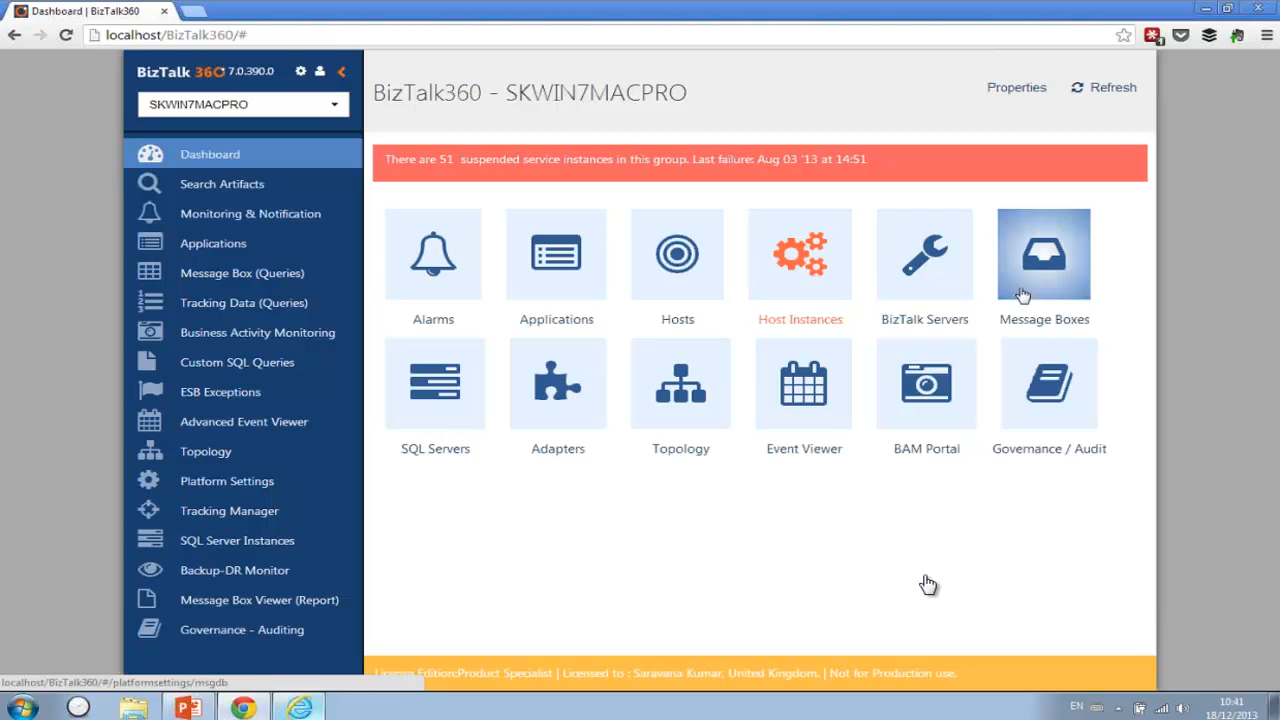 Dashboard | BizTalk360
localhost/BizTalk360/#
BizTalk 360 7.0.390.0
SKWIN7MACPRO
Dashboard
Search Artifacts
Monitoring & Notification
Applications
Message Box (Queries)
Tracking Data (Queries)
Business Activity Monitoring
Custom SQL Queries
ESB Exceptions
Advanced Event Viewer
Topology
Platform Settings
Tracking Manager
SQL Server Instances
Backup-DR Monitor
Message Box Viewer (Report)
Governance - Auditing
BizTalk360 - SKWIN7MACPRO
Properties
Refresh
There are 51 suspended service instances in this group. Last failure: Aug 03 '13 at 14:51
Alarms
Applications
Hosts
Host Instances
BizTalk Servers
Message Boxes
SQL Servers
Adapters
Topology
Event Viewer
BAM Portal
Governance / Audit
License Edition:Product Specialist | Licensed to : Saravana Kumar, United Kingdom. | Not for Production use.
localhost/BizTalk360/#/platformsettings/msgdb
EN
10:41
18/12/2013